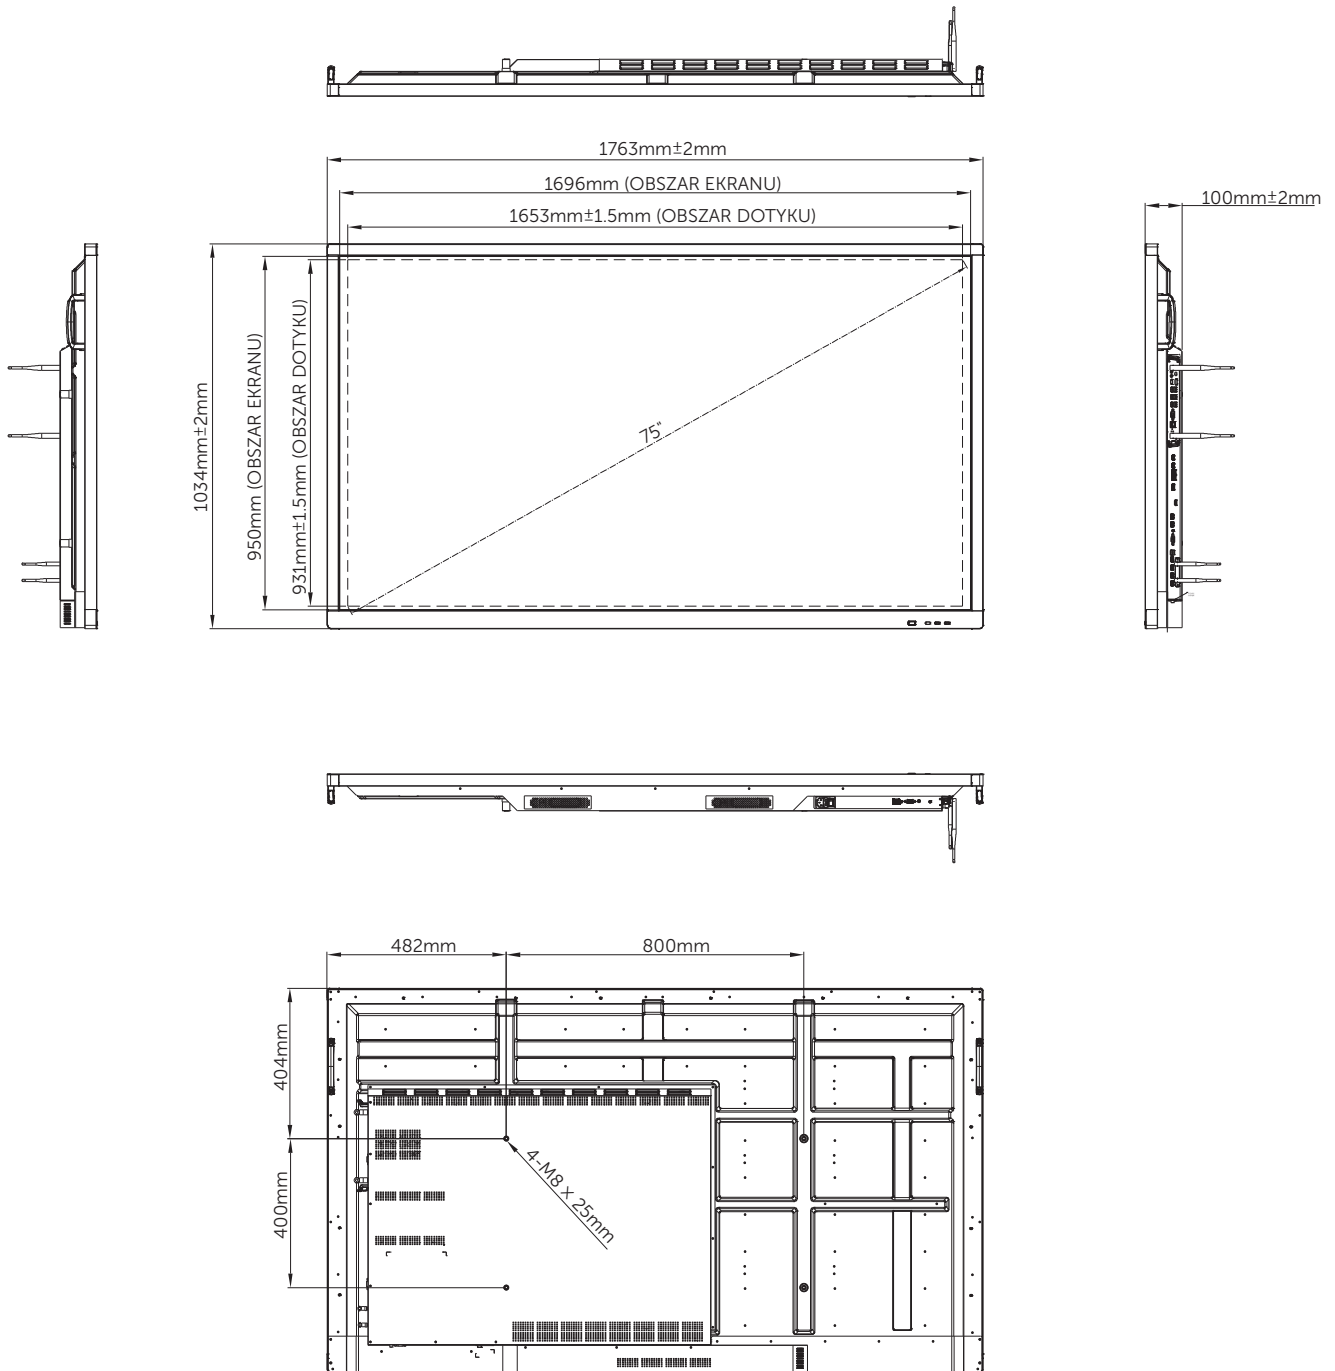 1763mm±2mm
1696mm (OBSZAR EKRANU)
1653mm±1.5mm (OBSZAR DOTYKU)
100mm±2mm
1034mm±2mm
950mm (OBSZAR EKRANU)
931mm±1.5mm (OBSZAR DOTYKU)
75"
482mm
800mm
404mm
400mm
4-M8 X 25mm